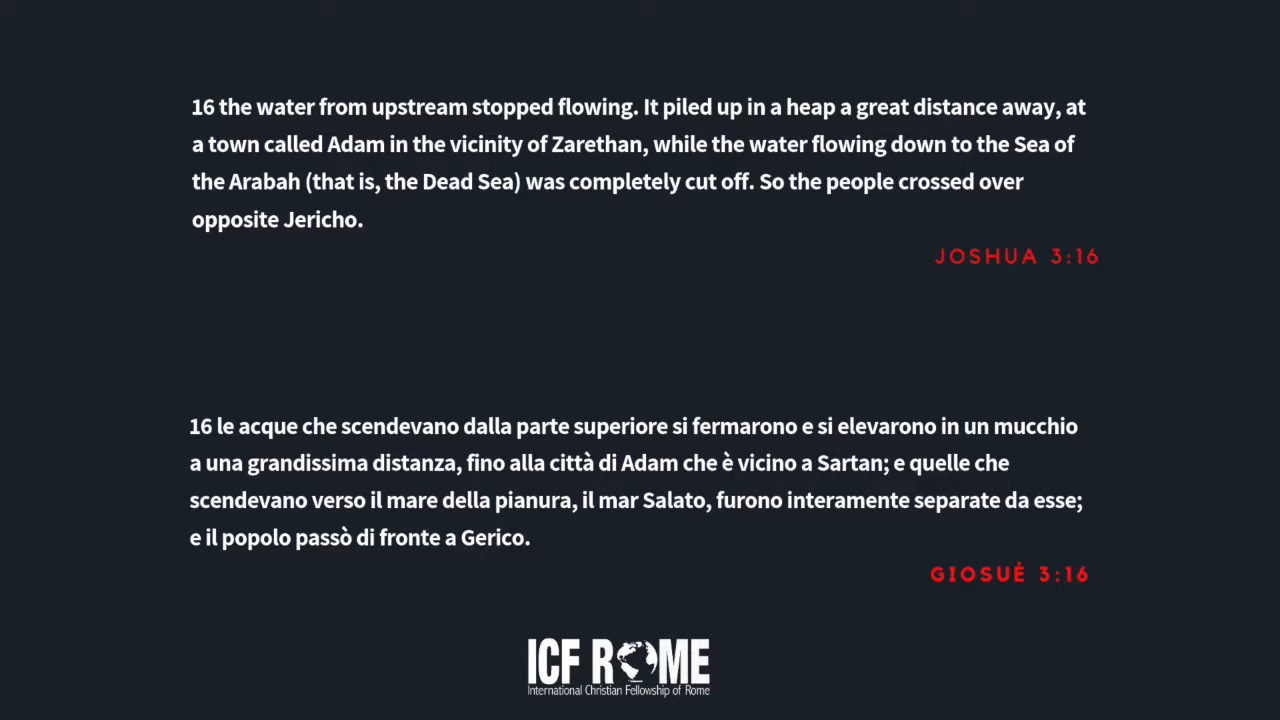 16 the water from upstream stopped flowing. It piled up in a heap a great distance away, at
a town called Adam in the vicinity of Zarethan, while the water flowing down to the Sea of
the Arabah (that is, the Dead Sea) was completely cut off. So the people crossed over
opposite Jericho.
JOSHUA 3:16
16 le acque che scendevano dalla parte superiore si fermarono e si elevarono in un mucchio
a una grandissima distanza, fino alla città di Adam che è vicino a Sartan; e quelle che
scendevano verso il mare della pianura, il mar Salato, furono interamente separate da esse;
e il popolo passò di fronte a Gerico.
GIOSUÉ 3:16
ICF ROME
International Christian Fellowship of Rome